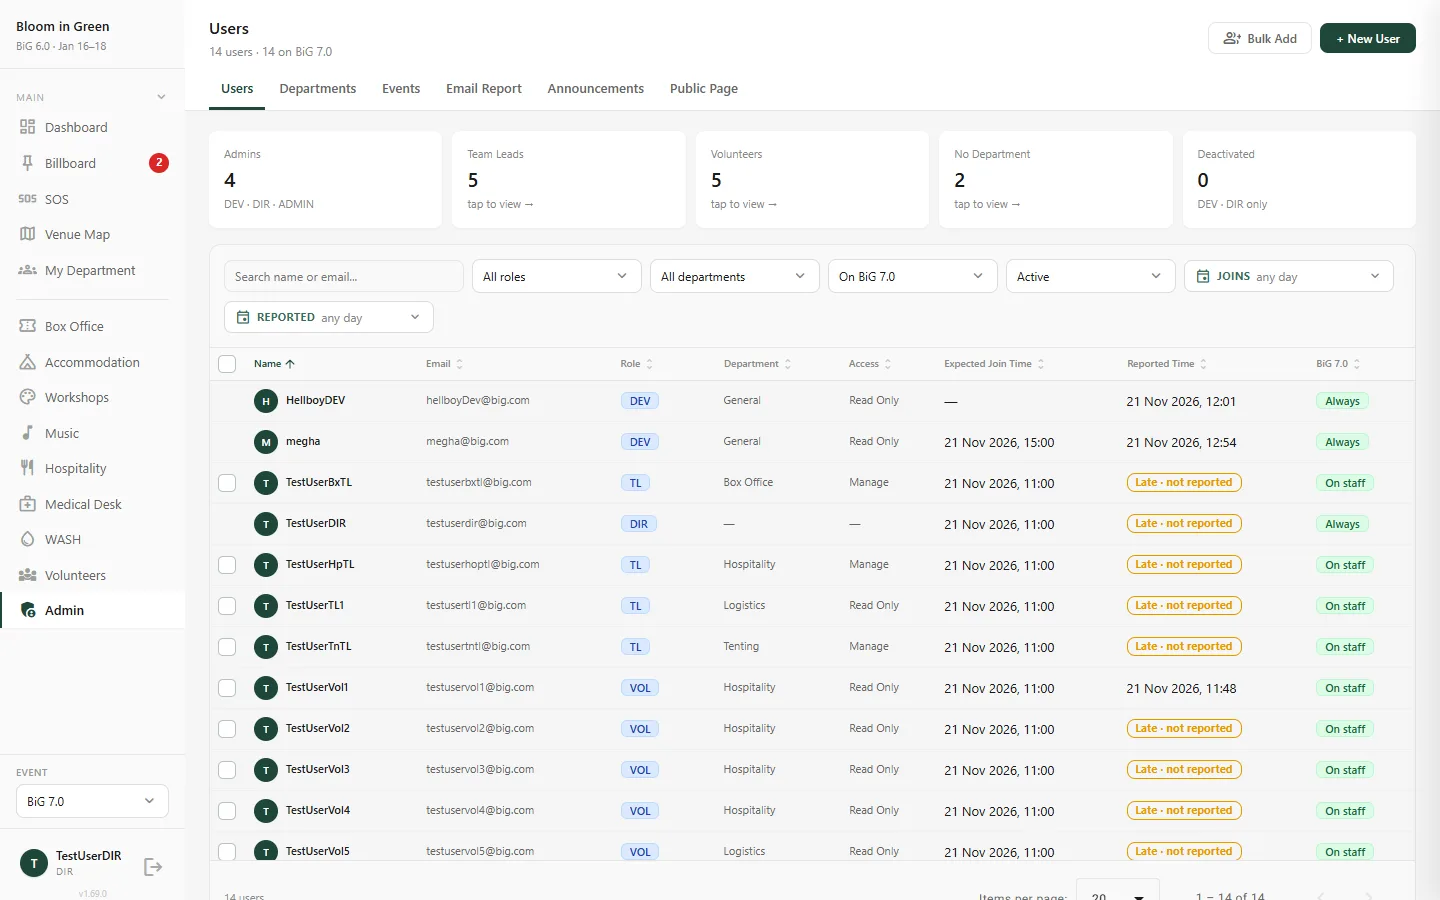 Bloom in Green
BiG 6.0 · Jan 16–18
MAIN
Dashboard
Billboard 2
SOS SOS
Venue Map
My Department
Box Office
Accommodation
Workshops
Music
Hospitality
Medical Desk
WASH
Volunteers
Admin
EVENT
BiG 7.0
T TestUserDIR
DIR
v1.69.0
Users
14 users · 14 on BiG 7.0
Bulk Add + New User
Users Departments Events Email Report Announcements Public Page
Admins
4
DEV · DIR · ADMIN
Team Leads
5
tap to view →
Volunteers
5
tap to view →
No Department
2
tap to view →
Deactivated
0
DEV · DIR only
Search name or email... All roles All departments On BiG 7.0 Active JOINS any day
REPORTED any day
Name Email Role Department Access Expected Join Time Reported Time BiG 7.0
H HellboyDEV hellboyDev@big.com DEV General Read Only — 21 Nov 2026, 12:01 Always
M megha megha@big.com DEV General Read Only 21 Nov 2026, 15:00 21 Nov 2026, 12:54 Always
T TestUserBxTL testuserbxtl@big.com TL Box Office Manage 21 Nov 2026, 11:00 Late · not reported On staff
T TestUserDIR testuserdir@big.com DIR — — 21 Nov 2026, 11:00 Late · not reported Always
T TestUserHpTL testuserhoptl@big.com TL Hospitality Manage 21 Nov 2026, 11:00 Late · not reported On staff
T TestUserTL1 testusertl1@big.com TL Logistics Read Only 21 Nov 2026, 11:00 Late · not reported On staff
T TestUserTnTL testusertntl@big.com TL Tenting Manage 21 Nov 2026, 11:00 Late · not reported On staff
T TestUserVol1 testuservol1@big.com VOL Hospitality Read Only 21 Nov 2026, 11:00 21 Nov 2026, 11:48 On staff
T TestUserVol2 testuservol2@big.com VOL Hospitality Read Only 21 Nov 2026, 11:00 Late · not reported On staff
T TestUserVol3 testuservol3@big.com VOL Hospitality Read Only 21 Nov 2026, 11:00 Late · not reported On staff
T TestUserVol4 testuservol4@big.com VOL Hospitality Read Only 21 Nov 2026, 11:00 Late · not reported On staff
T TestUserVol5 testuservol5@big.com VOL Logistics Read Only 21 Nov 2026, 11:00 Late · not reported On staff
14 users Items per page: 20 1 – 14 of 14